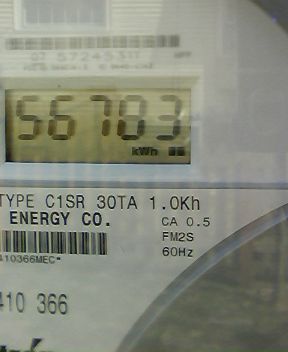 56783
kWh
TYPE C1SR 30TA 1.0Kh
ENERGY CO. CA 0.5
FM2S
410366MEC*
60Hz
410 366